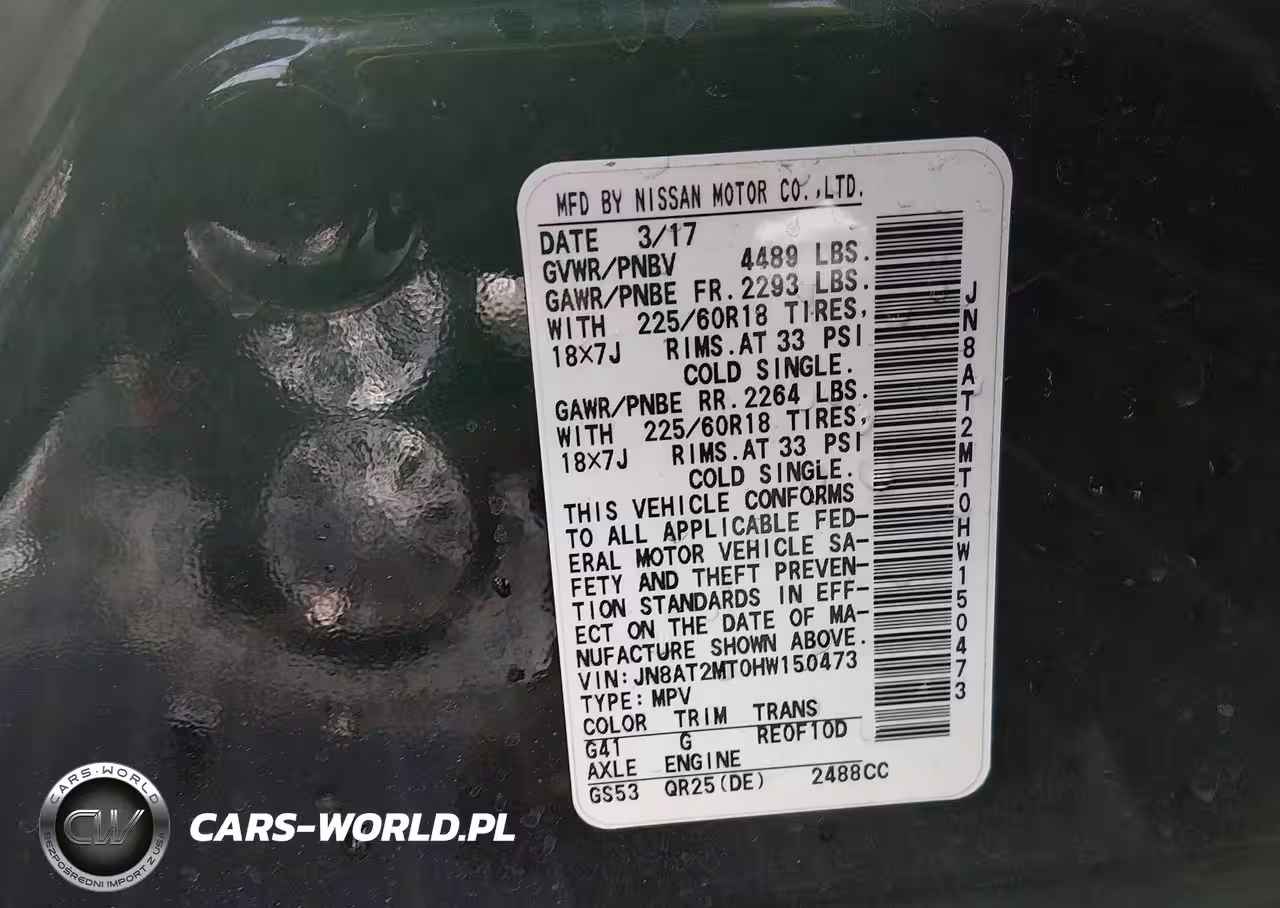 MFD BY NISSAN MOTOR CO.,LTD.
DATE 3/17
GVWR/PNBV 4489 LBS.
GAWR/PNBE FR. 2293 LBS.
WITH 225/60R18 TIRES,
18×7J RIMS.AT 33 PSI
COLD SINGLE.
GAWR/PNBE RR. 2264 LBS.
WITH 225/60R18 TIRES,
18×7J RIMS.AT 33 PSI
COLD SINGLE.
THIS VEHICLE CONFORMS
TO ALL APPLICABLE FED-
ERAL MOTOR VEHICLE SA-
FETY AND THEFT PREVEN-
TION STANDARDS IN EFF-
ECT ON THE DATE OF MA-
NUFACTURE SHOWN ABOVE.
VIN:JN8AT2MT0HW150473
TYPE:MPV
COLOR TRIM TRANS
G41 G RE0F10D
AXLE ENGINE
GS53 QR25(DE) 2488CC
JN8AT2MT0HW150473
CARS-WORLD
CW
BEZPOŚREDNI IMPORT Z USA
CARS-WORLD.PL